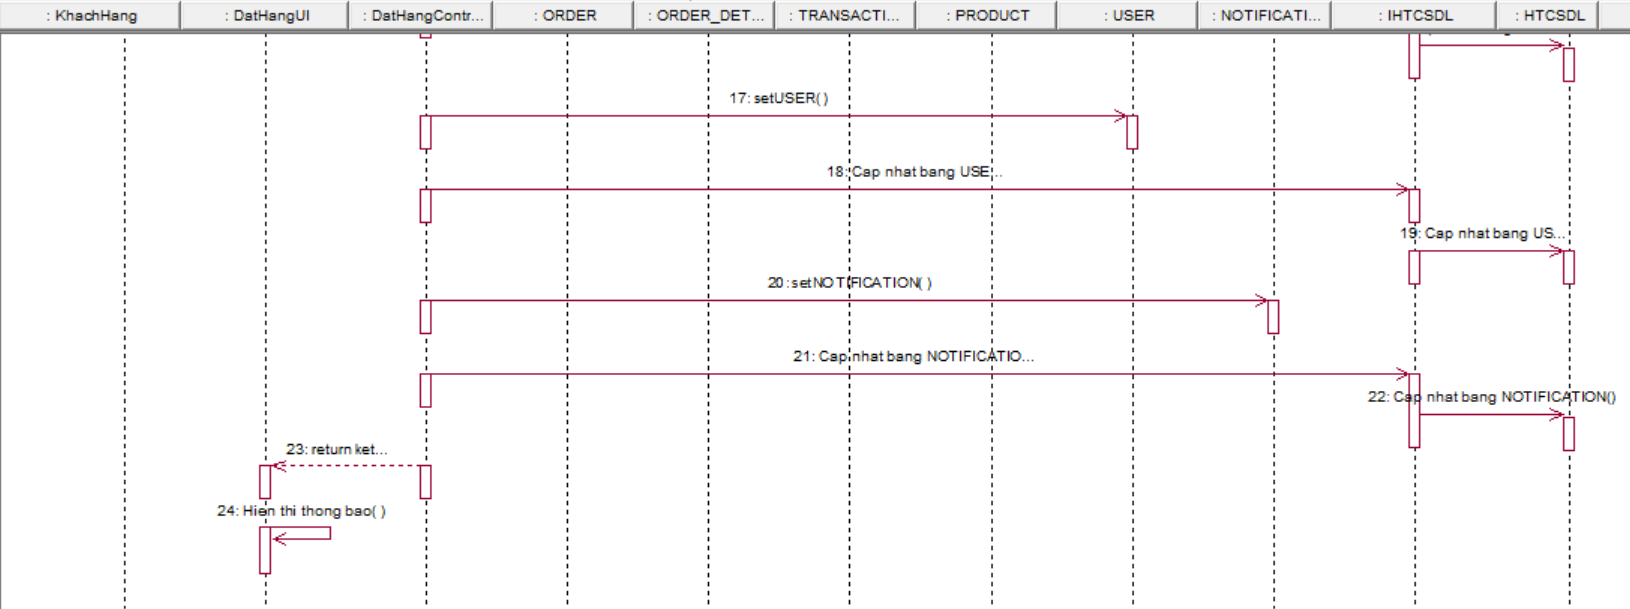 : KhachHang
: DatHangUI
: DatHangContr...
: ORDER
: ORDER_DET...
: TRANSACTI...
: PRODUCT
: USER
: NOTIFICATI...
: IHTCSDL
: HTCSDL
17: setUSER( )
18: Cap nhat bang USE...
19: Cap nhat bang US...
20: setNOTIFICATION( )
21: Cap nhat bang NOTIFICATIO...
22: Cap nhat bang NOTIFICATION()
23: return ket...
24: Hien thi thong bao( )